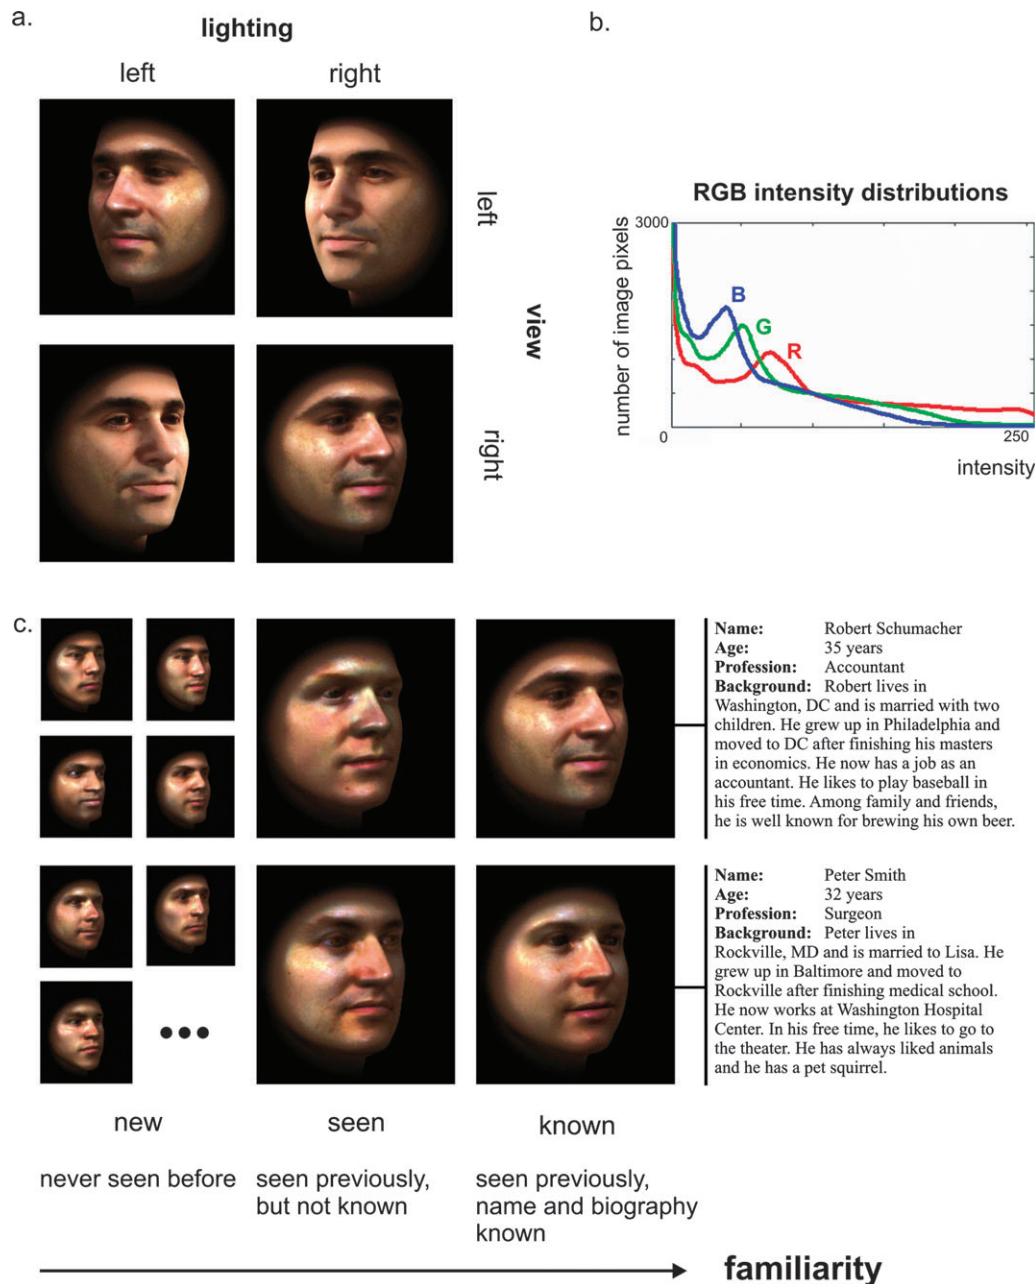 a.
lighting
left
right
left
view
right
b.
RGB intensity distributions
number of image pixels
3000
B
G
R
0
250
intensity
c.
Name: Robert Schumacher
Age: 35 years
Profession: Accountant
Background: Robert lives in
Washington, DC and is married with two
children. He grew up in Philadelphia and
moved to DC after finishing his masters
in economics. He now has a job as an
accountant. He likes to play baseball in
his free time. Among family and friends,
he is well known for brewing his own beer.
Name: Peter Smith
Age: 32 years
Profession: Surgeon
Background: Peter lives in
Rockville, MD and is married to Lisa. He
grew up in Baltimore and moved to
Rockville after finishing medical school.
He now works at Washington Hospital
Center. In his free time, he likes to go to
the theater. He has always liked animals
and he has a pet squirrel.
new
seen
known
never seen before
seen previously,
but not known
seen previously,
name and biography
known
familiarity